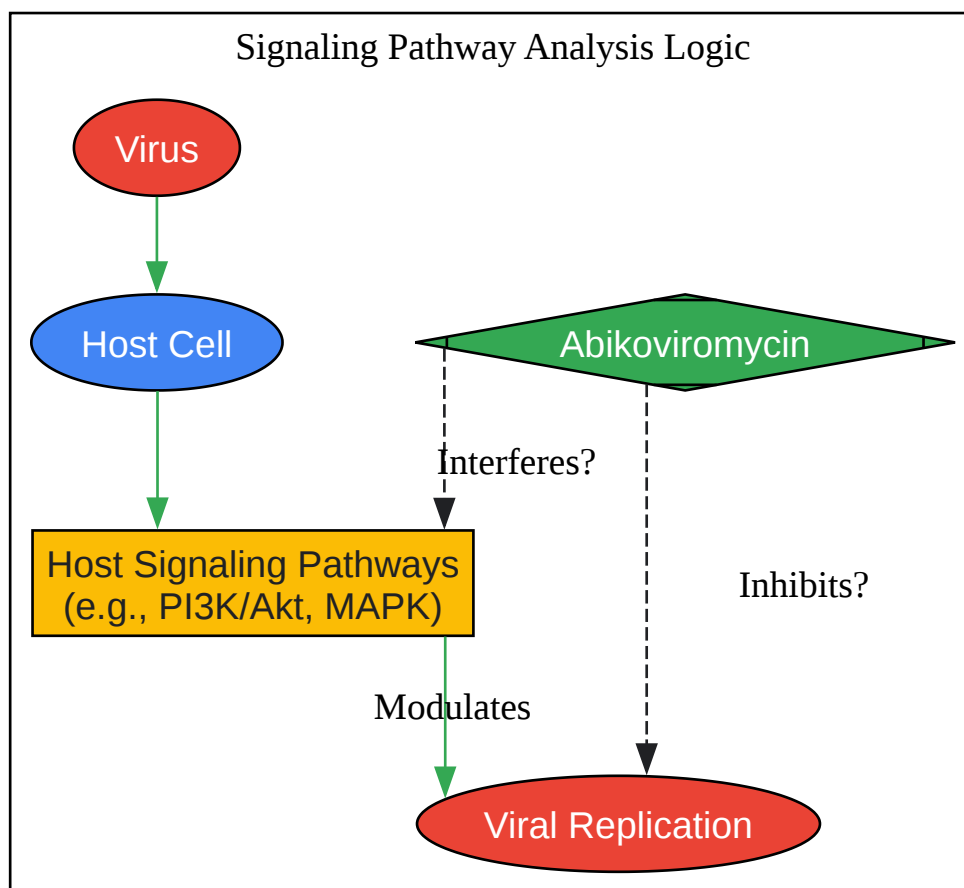 Signaling Pathway Analysis Logic
Virus
Host Cell
Abikoviromycin
Interferes?
Host Signaling Pathways
(e.g., PI3K/Akt, MAPK)
Inhibits?
Modulates
Viral Replication